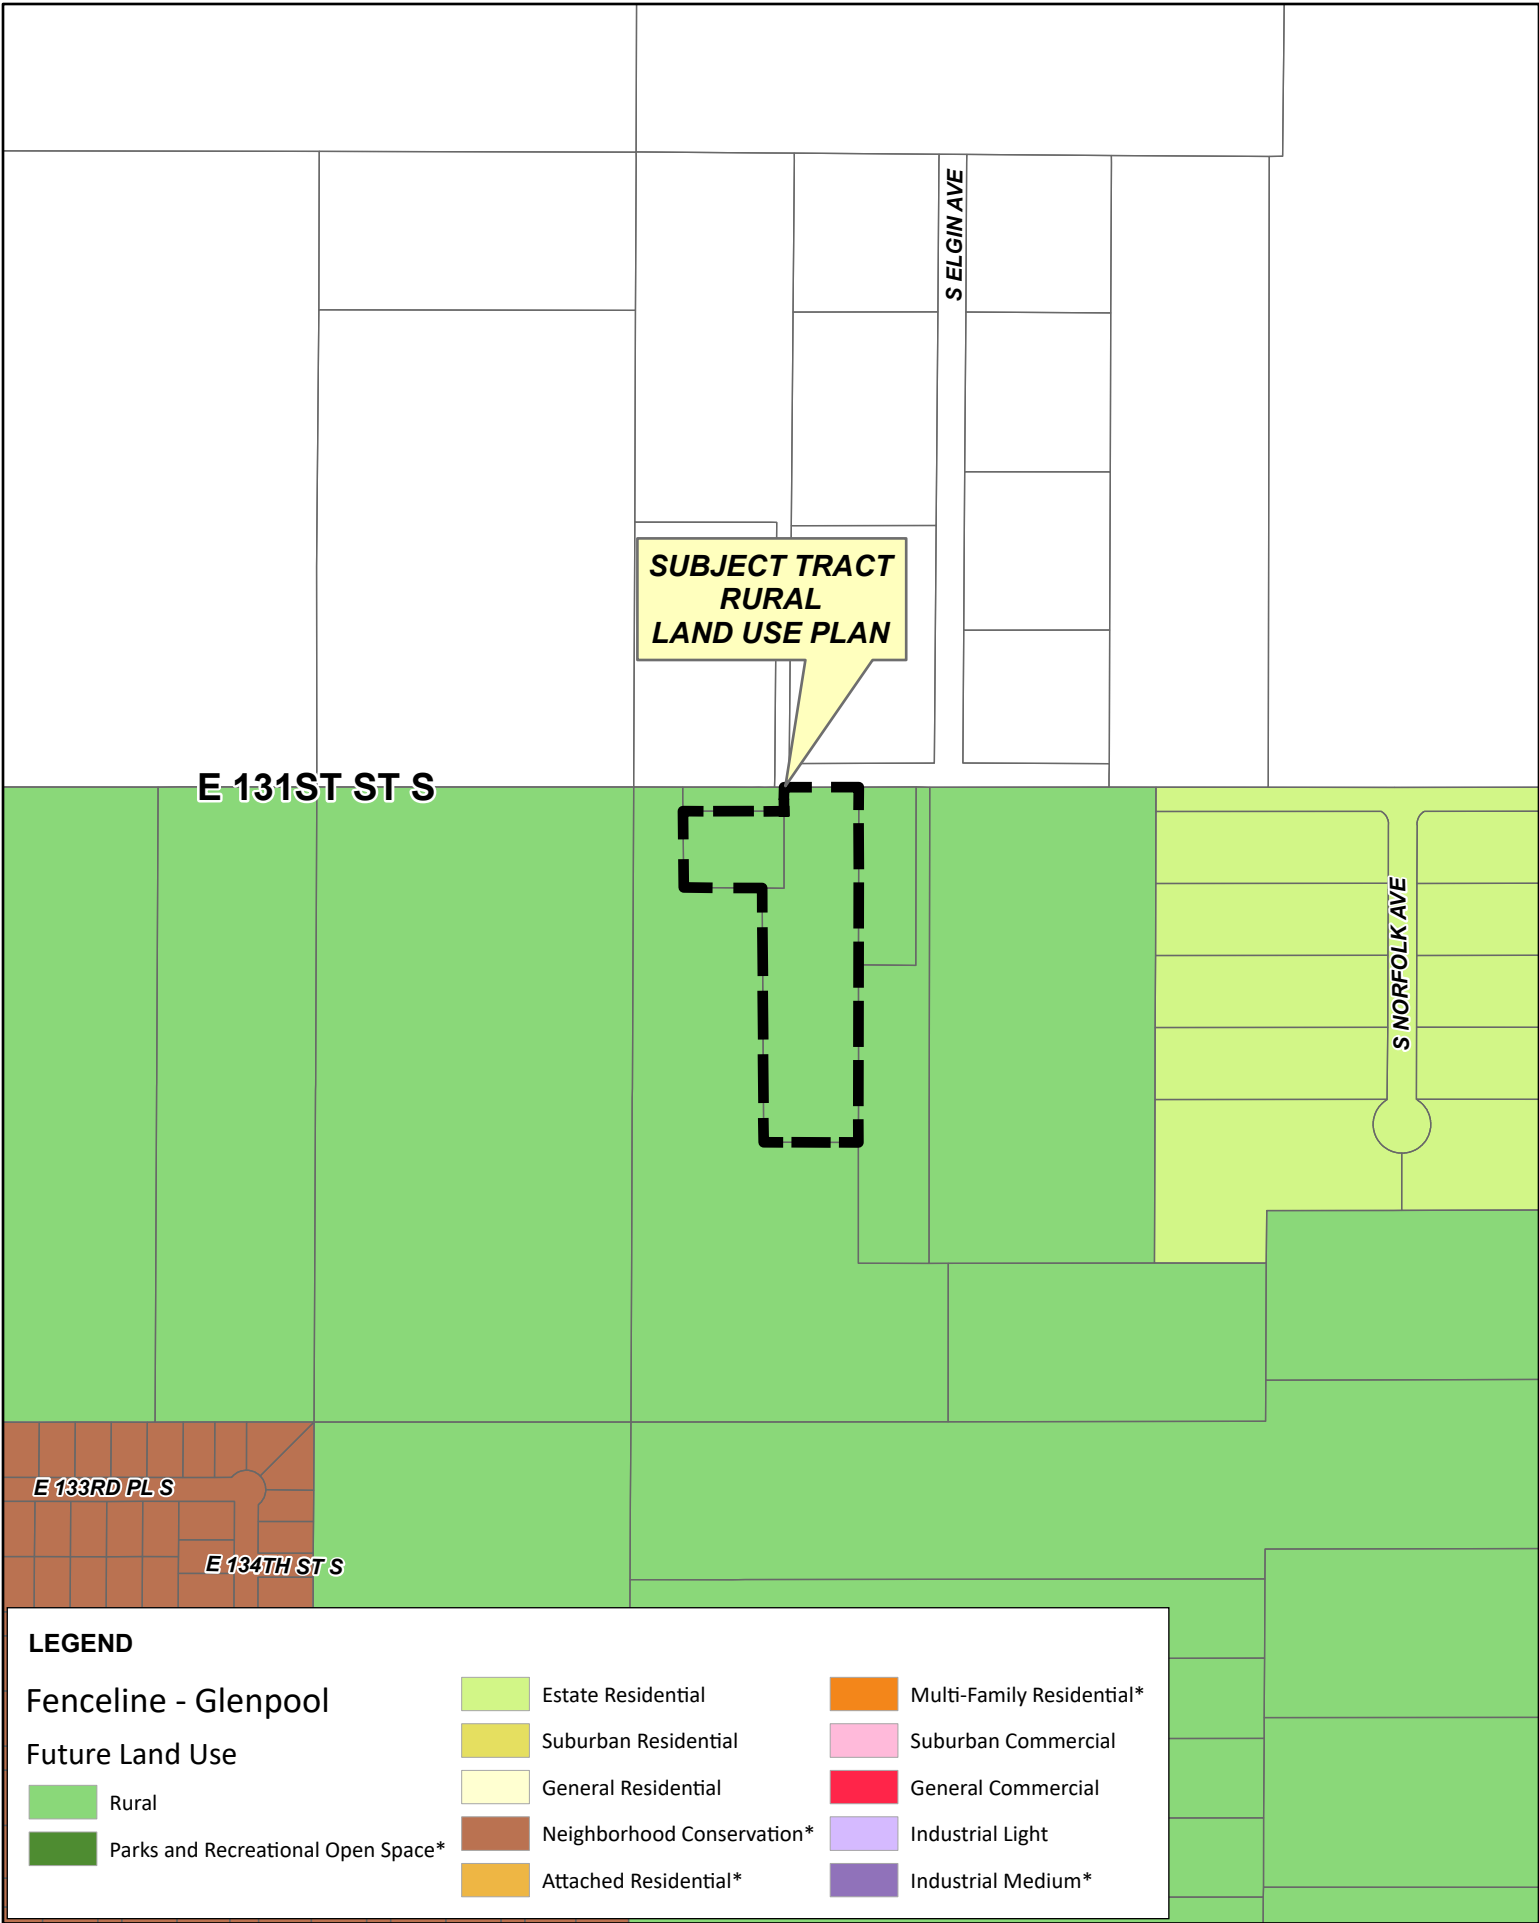 S ELGIN AVE
SUBJECT TRACT
RURAL
LAND USE PLAN
E 131ST ST S
S NORFOLK AVE
E 133RD PL S
E 134TH ST S
LEGEND
Fenceline - Glenpool
Future Land Use
Rural
Parks and Recreational Open Space*
Estate Residential
Suburban Residential
General Residential
Neighborhood Conservation*
Attached Residential*
Multi-Family Residential*
Suburban Commercial
General Commercial
Industrial Light
Industrial Medium*